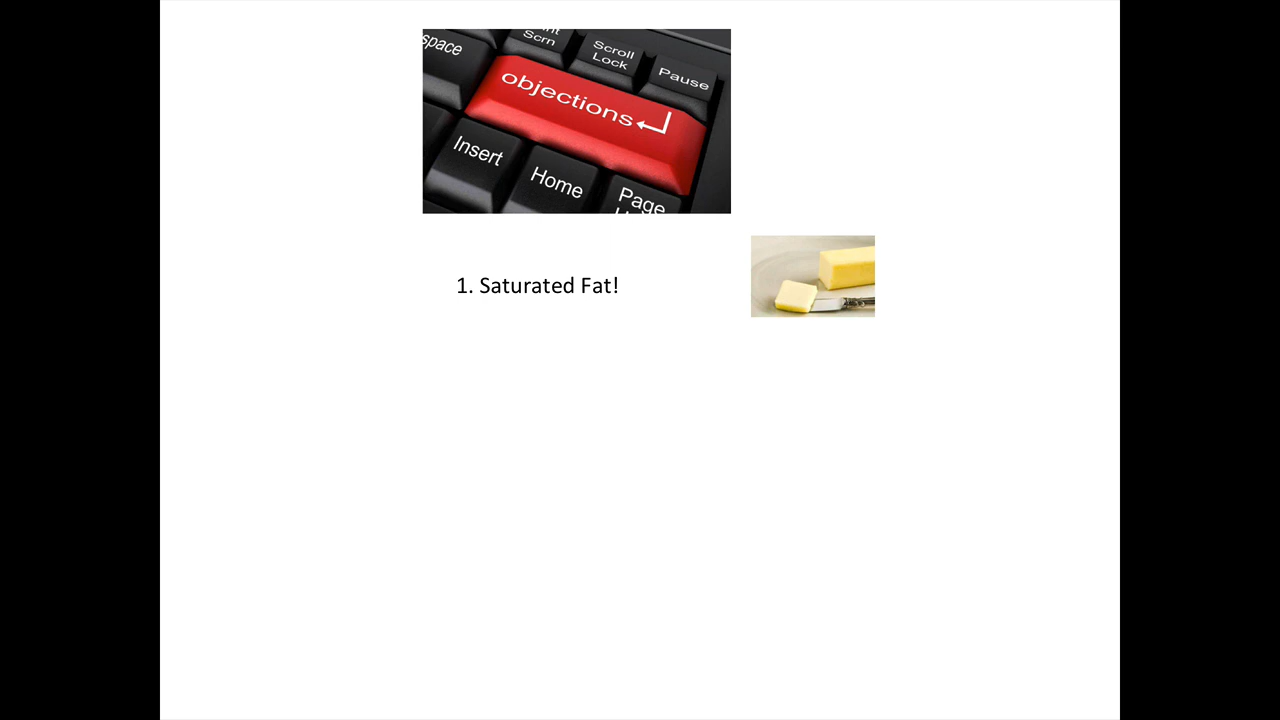 space
Scrn
Scroll
Lock
Pause
objections
Insert
Home
Page
1. Saturated Fat!